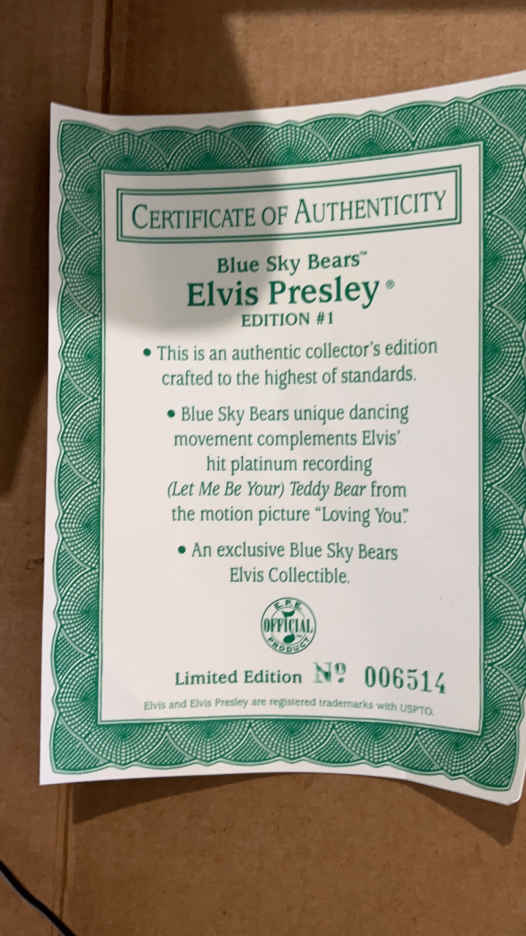 CERTIFICATE OF AUTHENTICITY
Blue Sky Bears™
Elvis Presley®
EDITION #1
• This is an authentic collector's edition
crafted to the highest of standards.
• Blue Sky Bears unique dancing
movement complements Elvis'
hit platinum recording
(Let Me Be Your) Teddy Bear from
the motion picture "Loving You."
• An exclusive Blue Sky Bears
Elvis Collectible.
E.P.E.
OFFICIAL
PRODUCT
Limited Edition Nº 006514
Elvis and Elvis Presley are registered trademarks with USPTO.